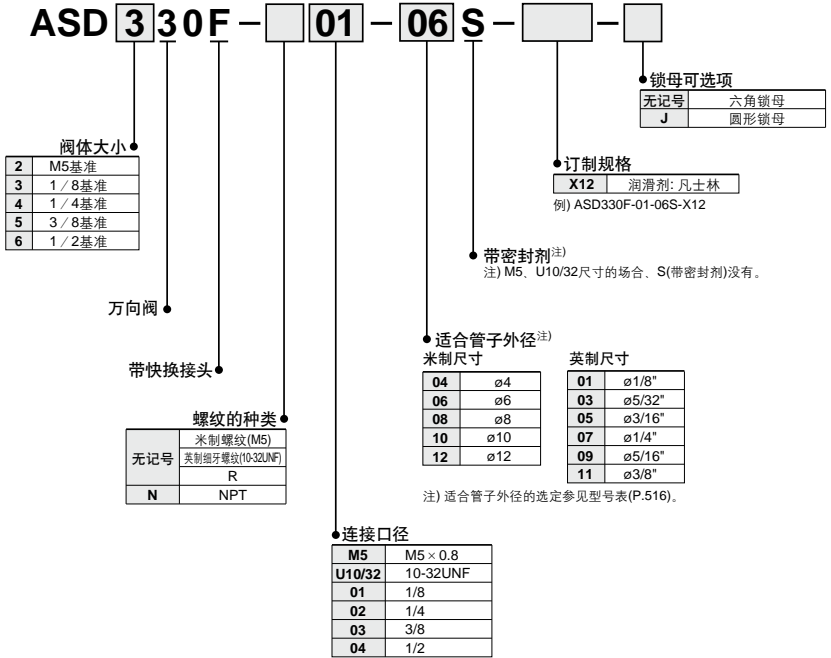 ASD 3 3 0 F - 01 - 06 S -  -
锁母可选项
无记号 六角锁母
J 圆形锁母
阀体大小
2 M5基准
3 1/8基准
4 1/4基准
5 3/8基准
6 1/2基准
订制规格
X12 润滑剂: 凡士林
例) ASD330F-01-06S-X12
带密封剂注)
注) M5、U10/32尺寸的场合、S(带密封剂)没有。
万向阀
适合管子外径注)
米制尺寸
04 ø4
06 ø6
08 ø8
10 ø10
12 ø12
英制尺寸
01 ø1/8"
03 ø5/32"
05 ø3/16"
07 ø1/4"
09 ø5/16"
11 ø3/8"
注) 适合管子外径的选定参见型号表(P.516)。
带快换接头
螺纹的种类
无记号 米制螺纹(M5)
英制细牙螺纹(10-32UNF)
R
N NPT
连接口径
M5 M5×0.8
U10/32 10-32UNF
01 1/8
02 1/4
03 3/8
04 1/2